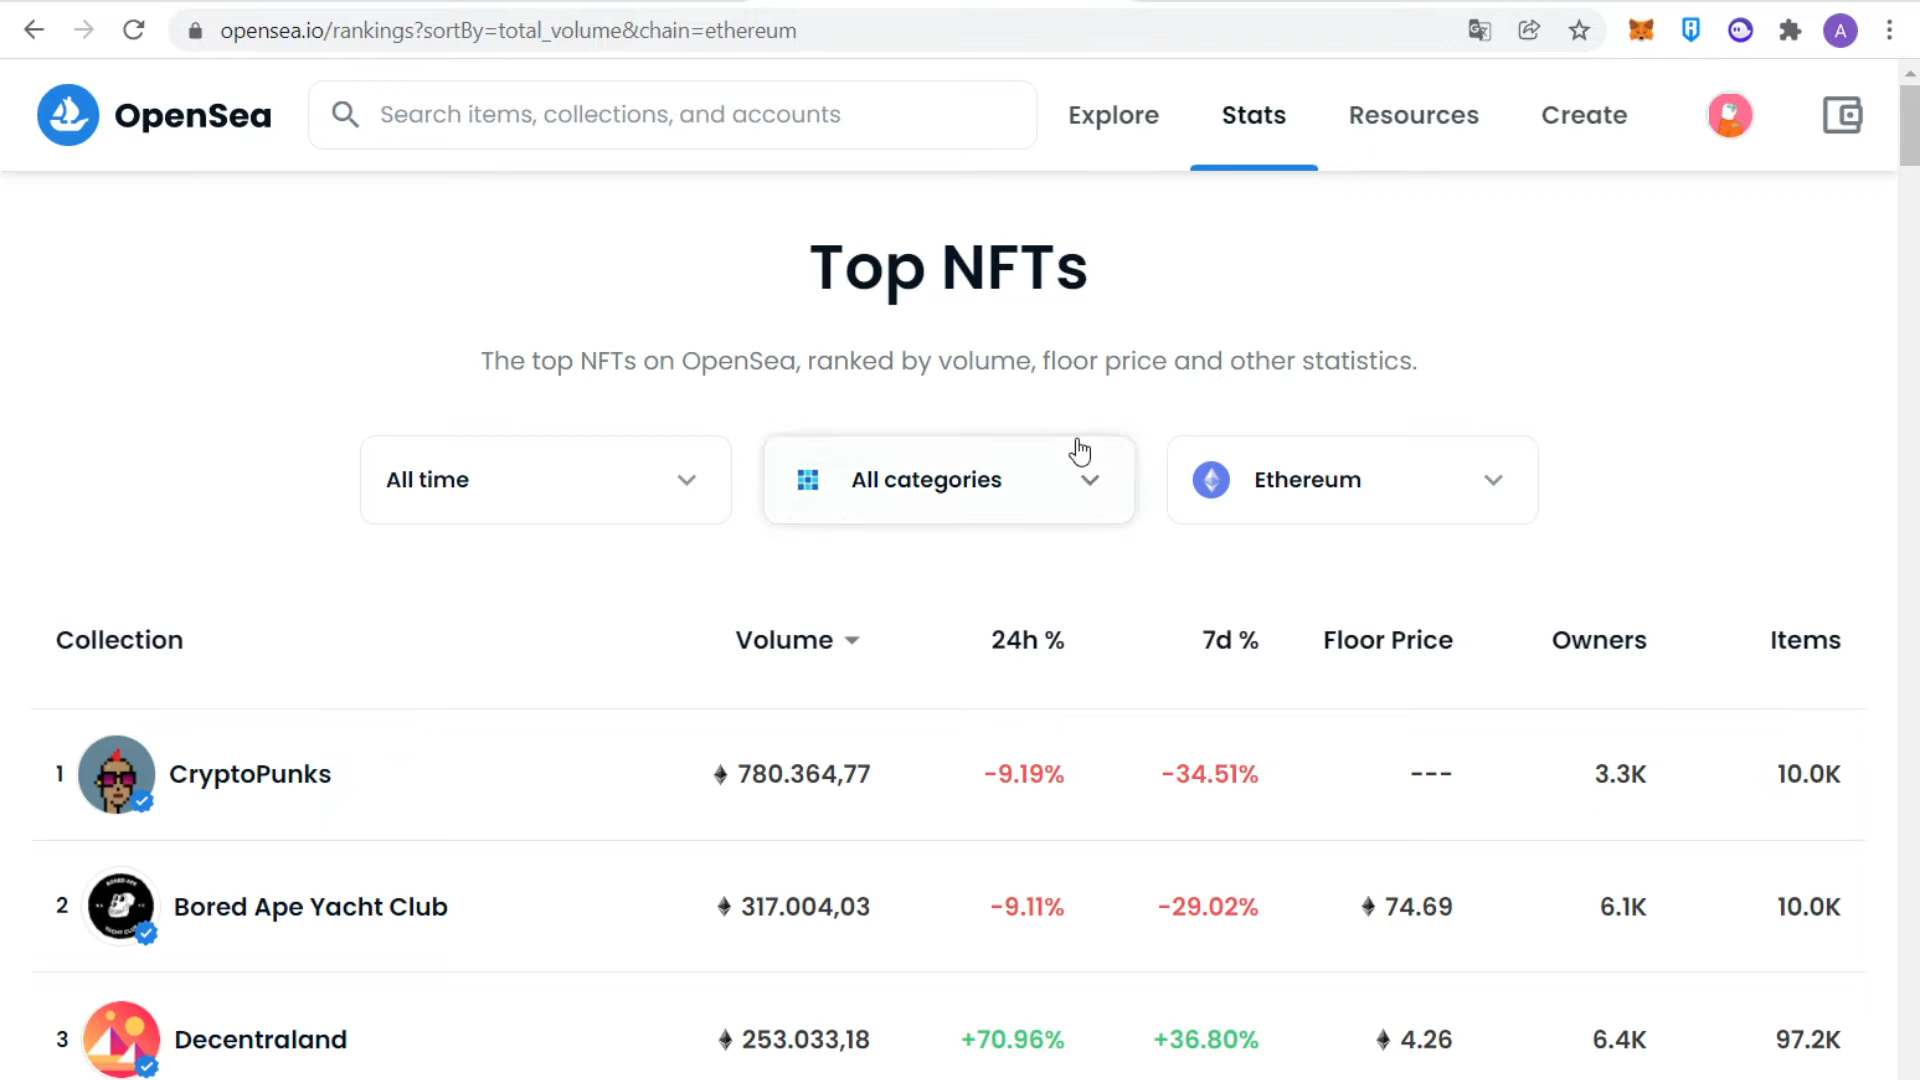 opensea.io/rankings?sortBy=total_volume&chain=ethereum
A
OpenSea
Search items, collections, and accounts
Explore
Stats
Resources
Create
Top NFTs
The top NFTs on OpenSea, ranked by volume, floor price and other statistics.
All time
All categories
Ethereum
Collection Volume 24h % 7d % Floor Price Owners Items
1 CryptoPunks 780.364,77 -9.19% -34.51% --- 3.3K 10.0K
2 Bored Ape Yacht Club 317.004,03 -9.11% -29.02% 74.69 6.1K 10.0K
3 Decentraland 253.033,18 +70.96% +36.80% 4.26 6.4K 97.2K